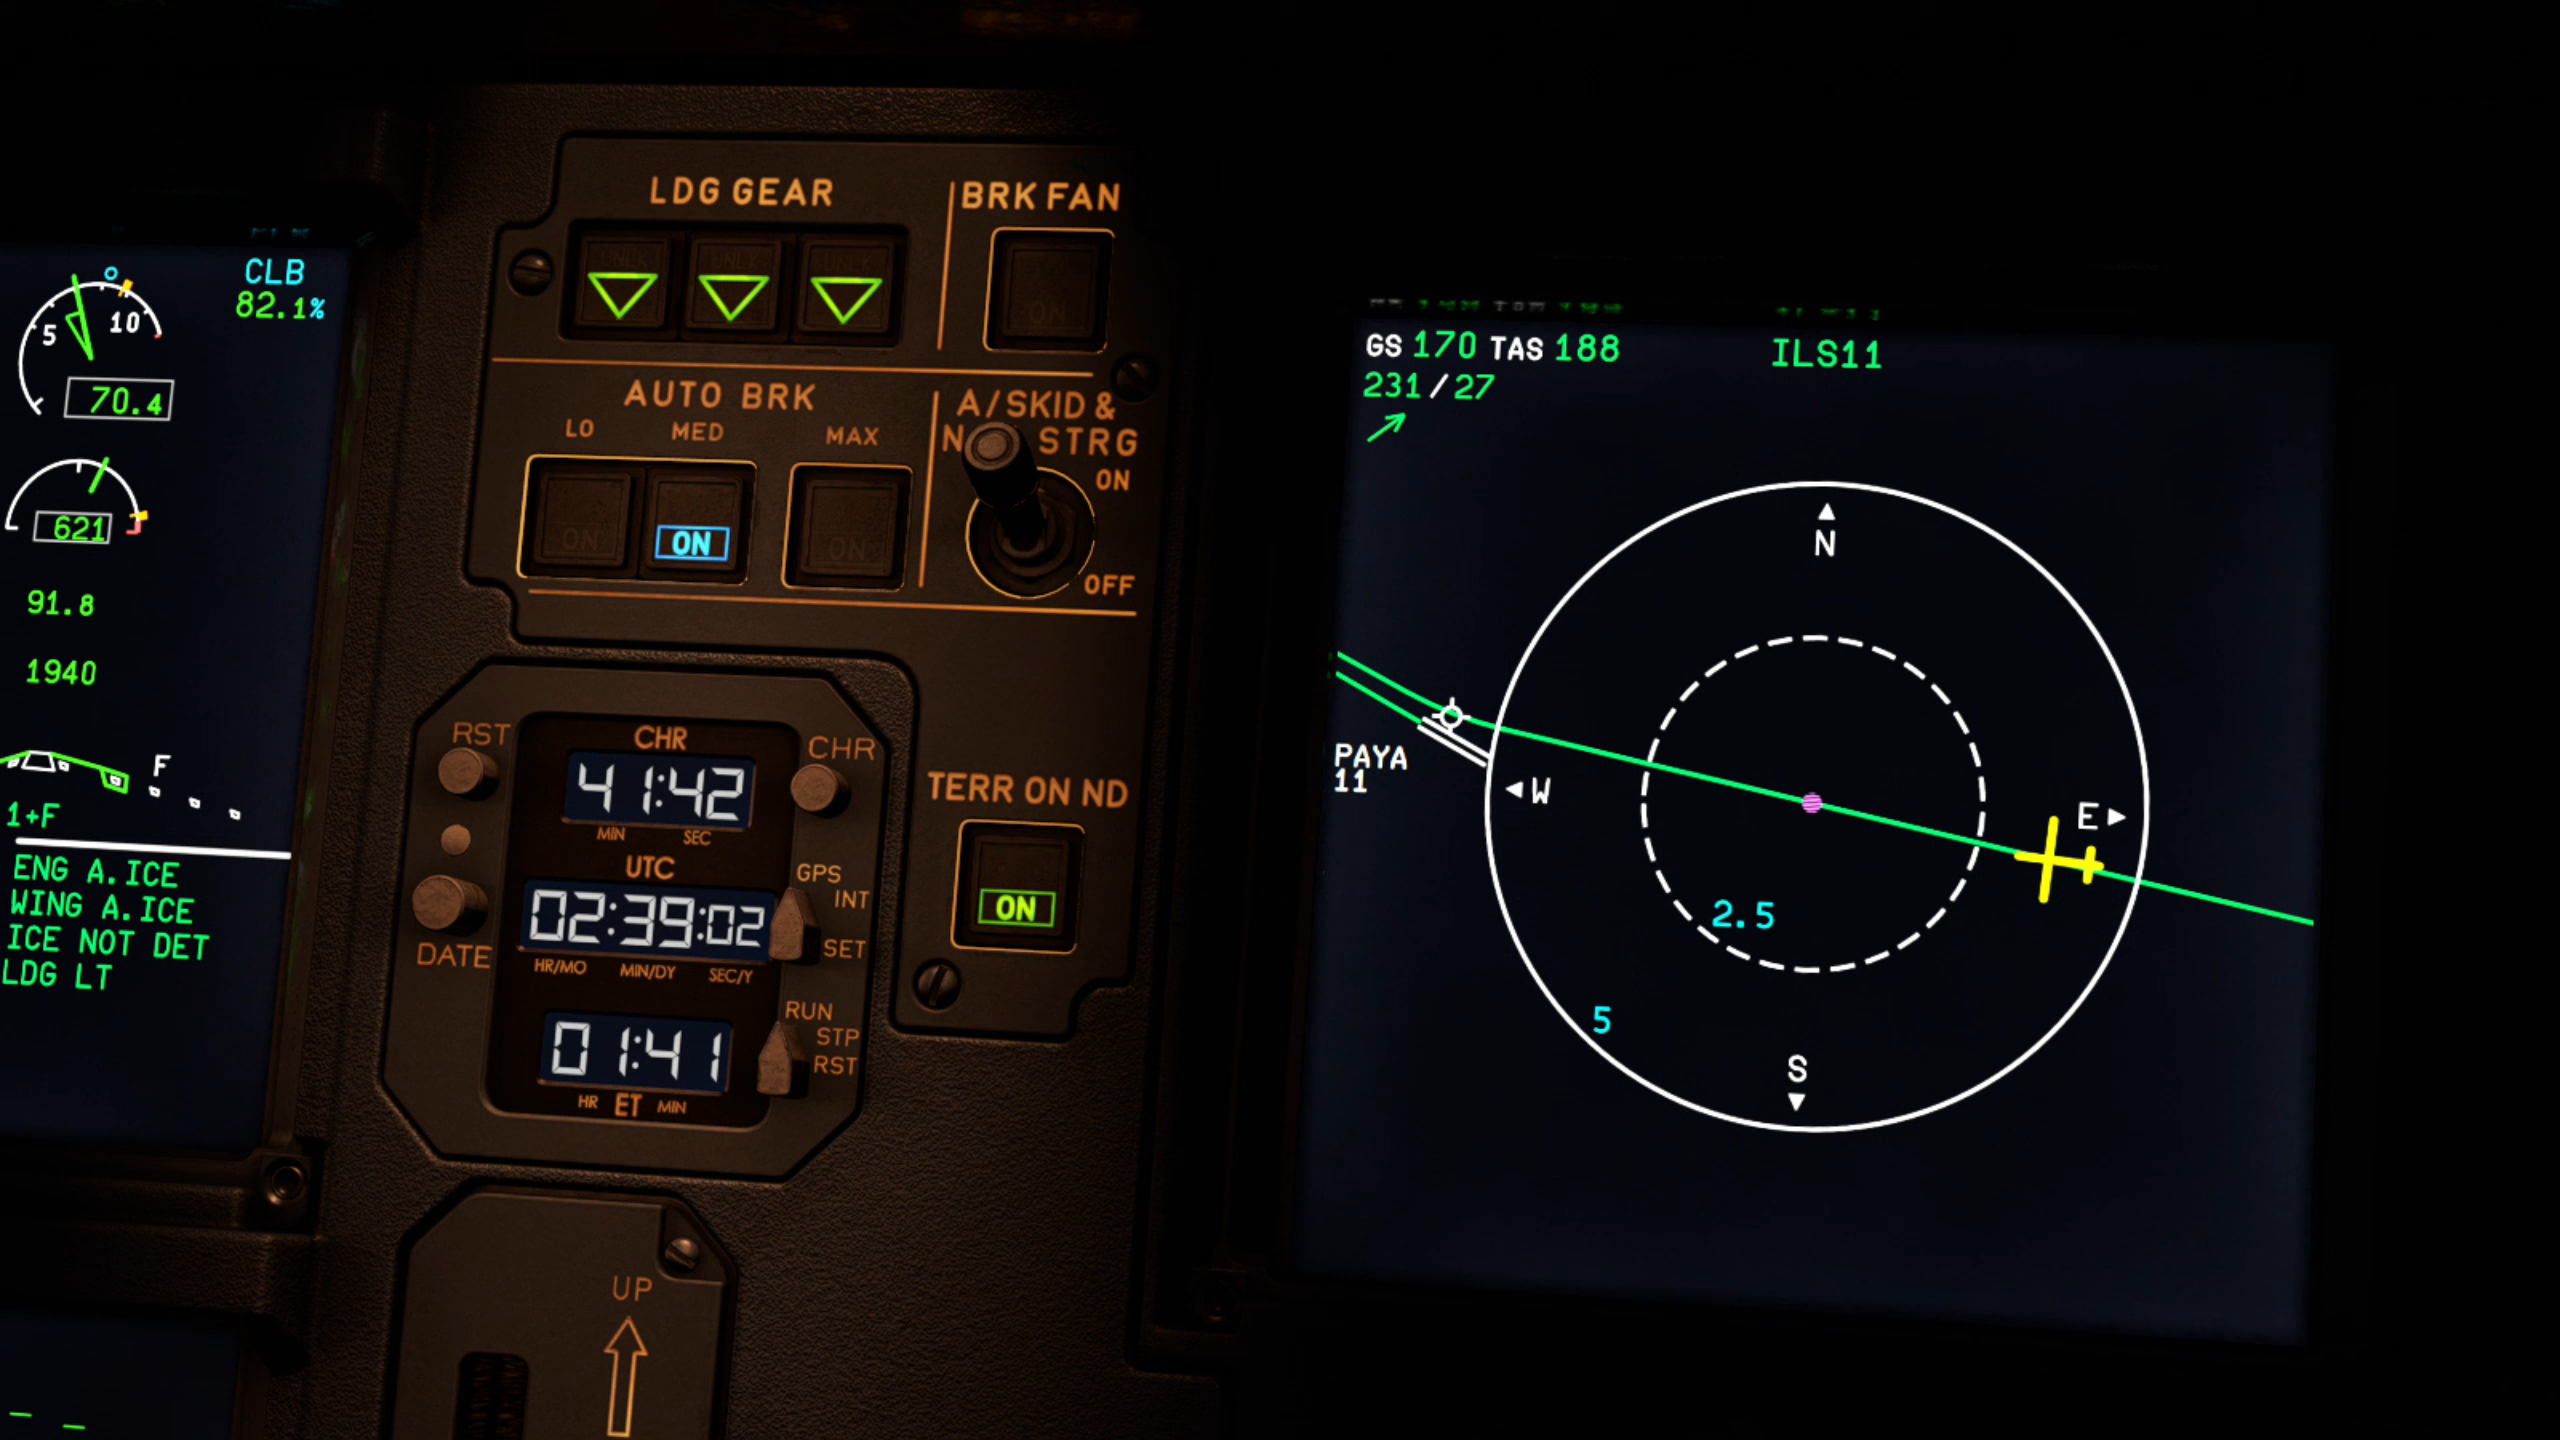 CLB
82.1%
5
10
70.4
621
91.8
1940
F
1+F
ENG A.ICE
WING A.ICE
ICE NOT DET
LDG LT
LDG GEAR
BRK FAN
AUTO BRK
LO
MED
MAX
ON
ON
ON
ON
A/SKID &
STRG
ON
OFF
RST
CHR
CHR
41:42
MIN SEC
UTC
02:39:02
HR/MO MIN/DY SEC/Y
GPS
INT
SET
DATE
01:41
HR ET MIN
RUN
STP
RST
TERR ON ND
ON
UP
GS 170 TAS 188
231/27
ILS11
N
W
E
S
2.5
5
PAYA
11